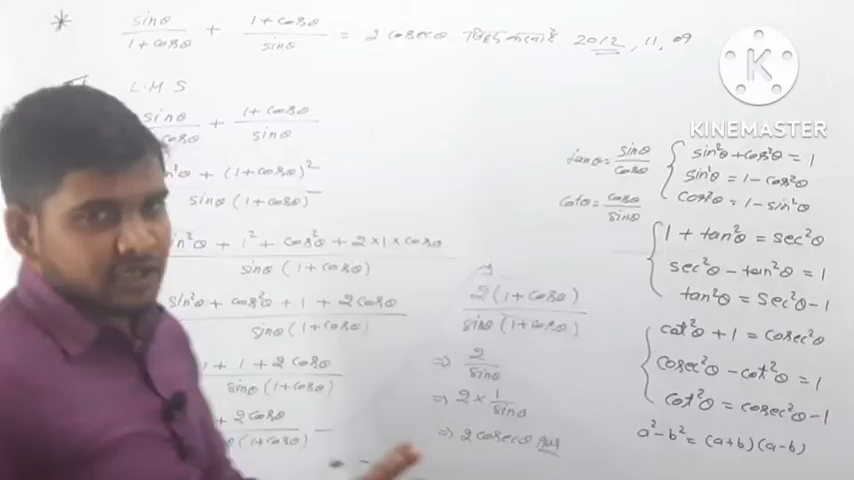 * sinθ/1+cosθ + 1+cosθ/sinθ = 2 cosecθ सिद्ध करना है 2012, 11, 09
L.H.S
sinθ/cosθ + 1+cosθ/sinθ
sin²θ + (1+cosθ)²/sinθ(1+cosθ)
sin²θ + 1² + cos²θ + 2×1×cosθ/sinθ(1+cosθ)
sin²θ + cos²θ + 1 + 2cosθ/sinθ(1+cosθ)
1 + 1 + 2cosθ/sinθ(1+cosθ)
+ 2cosθ/(1+cosθ)
2(1+cosθ)/sinθ(1+cosθ)
⇒ 2/sinθ
⇒ 2 × 1/sinθ
⇒ 2cosecθ Ans
K
KINEMASTER
tanθ = sinθ/cosθ
cotθ = cosθ/sinθ
sin²θ + cos²θ = 1
sin²θ = 1 - cos²θ
cos²θ = 1 - sin²θ
1 + tan²θ = sec²θ
sec²θ - tan²θ = 1
tan²θ = sec²θ - 1
cot²θ + 1 = cosec²θ
cosec²θ - cot²θ = 1
cot²θ = cosec²θ - 1
a² - b² = (a+b)(a-b)